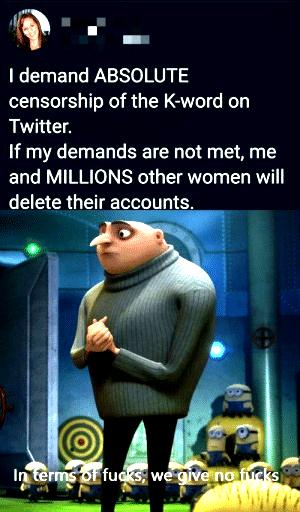 I demand ABSOLUTE
censorship of the K-word on
Twitter.
If my demands are not met, me
and MILLIONS other women will
delete their accounts.
In terms of fucks, we give no fucks